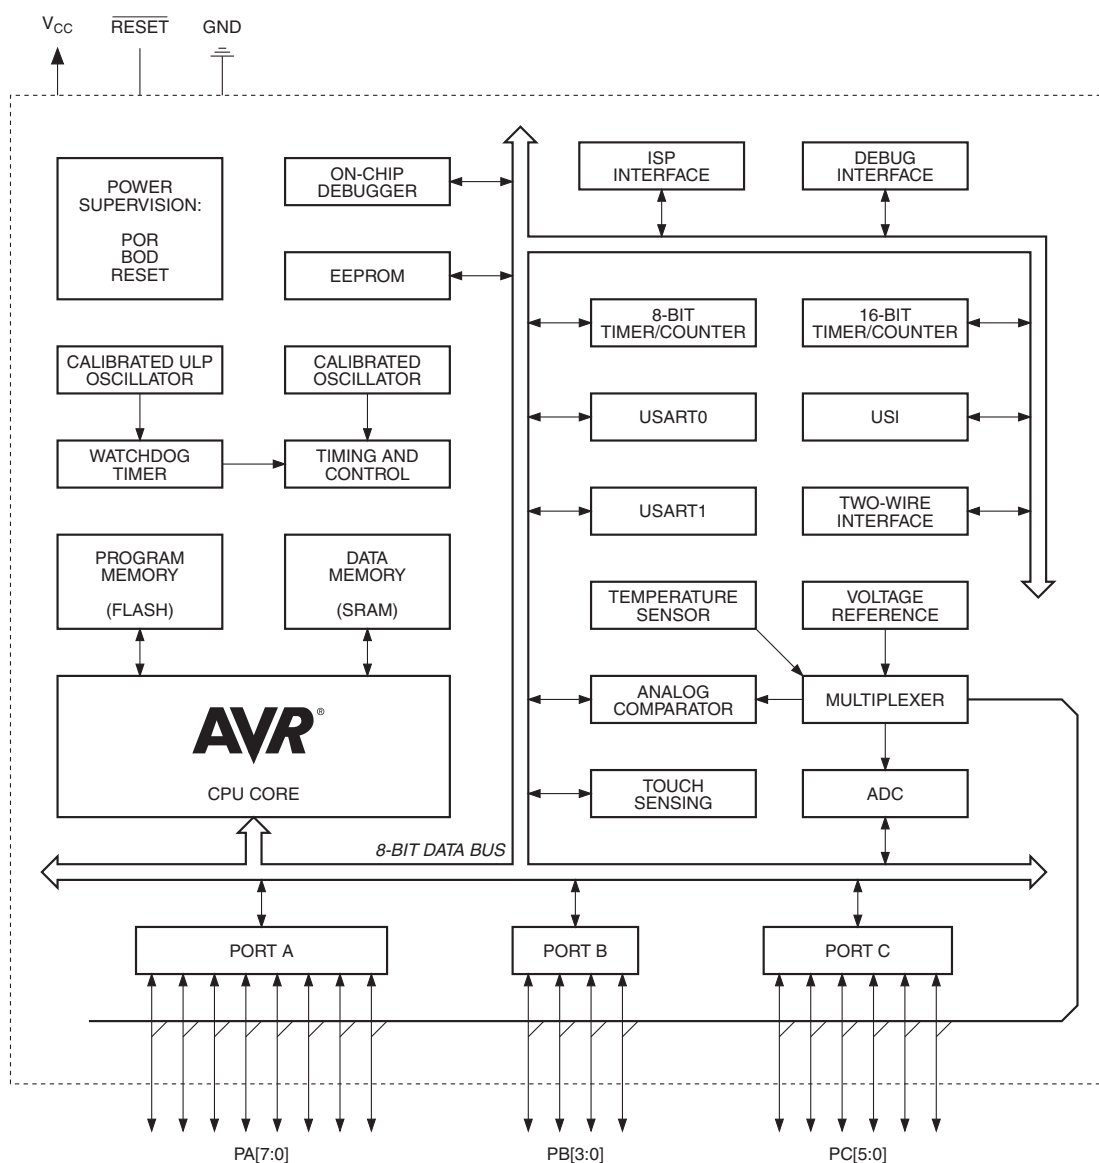 VCC
RESET
GND
POWER
SUPERVISION:
POR
BOD
RESET
ON-CHIP
DEBUGGER
ISP
INTERFACE
DEBUG
INTERFACE
EEPROM
8-BIT
TIMER/COUNTER
16-BIT
TIMER/COUNTER
CALIBRATED ULP
OSCILLATOR
CALIBRATED
OSCILLATOR
USART0
USI
WATCHDOG
TIMER
TIMING AND
CONTROL
USART1
TWO-WIRE
INTERFACE
PROGRAM
MEMORY
(FLASH)
DATA
MEMORY
(SRAM)
TEMPERATURE
SENSOR
VOLTAGE
REFERENCE
AVR®
CPU CORE
ANALOG
COMPARATOR
MULTIPLEXER
TOUCH
SENSING
ADC
8-BIT DATA BUS
PORT A
PORT B
PORT C
PA[7:0]
PB[3:0]
PC[5:0]